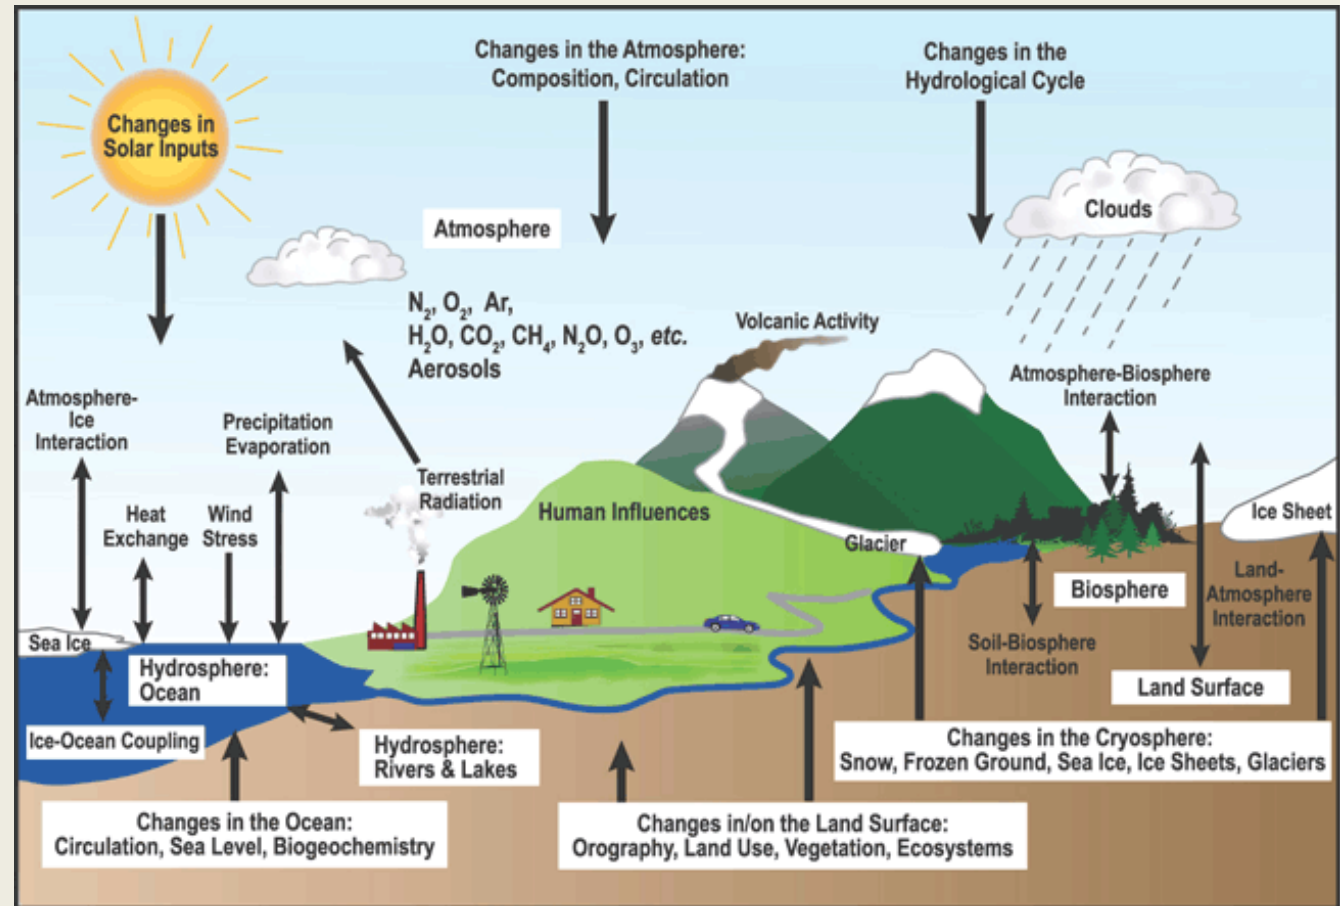 Changes in the Atmosphere:
Composition, Circulation
Changes in the
Hydrological Cycle
Changes in
Solar Inputs
Clouds
Atmosphere
N₂, O₂, Ar,
H₂O, CO₂, CH₄, N₂O, O₃, etc.
Aerosols
Volcanic Activity
Atmosphere-
Ice
Interaction
Precipitation
Evaporation
Atmosphere-Biosphere
Interaction
Terrestrial
Radiation
Heat
Exchange
Wind
Stress
Human Influences
Glacier
Ice Sheet
Land-
Atmosphere
Interaction
Biosphere
Sea Ice
Soil-Biosphere
Interaction
Hydrosphere:
Ocean
Land Surface
Ice-Ocean Coupling
Hydrosphere:
Rivers & Lakes
Changes in the Cryosphere:
Snow, Frozen Ground, Sea Ice, Ice Sheets, Glaciers
Changes in the Ocean:
Circulation, Sea Level, Biogeochemistry
Changes in/on the Land Surface:
Orography, Land Use, Vegetation, Ecosystems